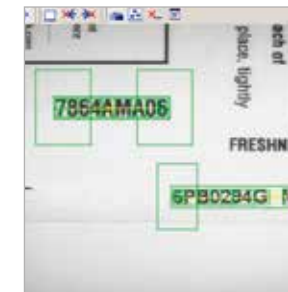 ach of
place, tightly
7864AMA06
FRESHN
6PB0284G